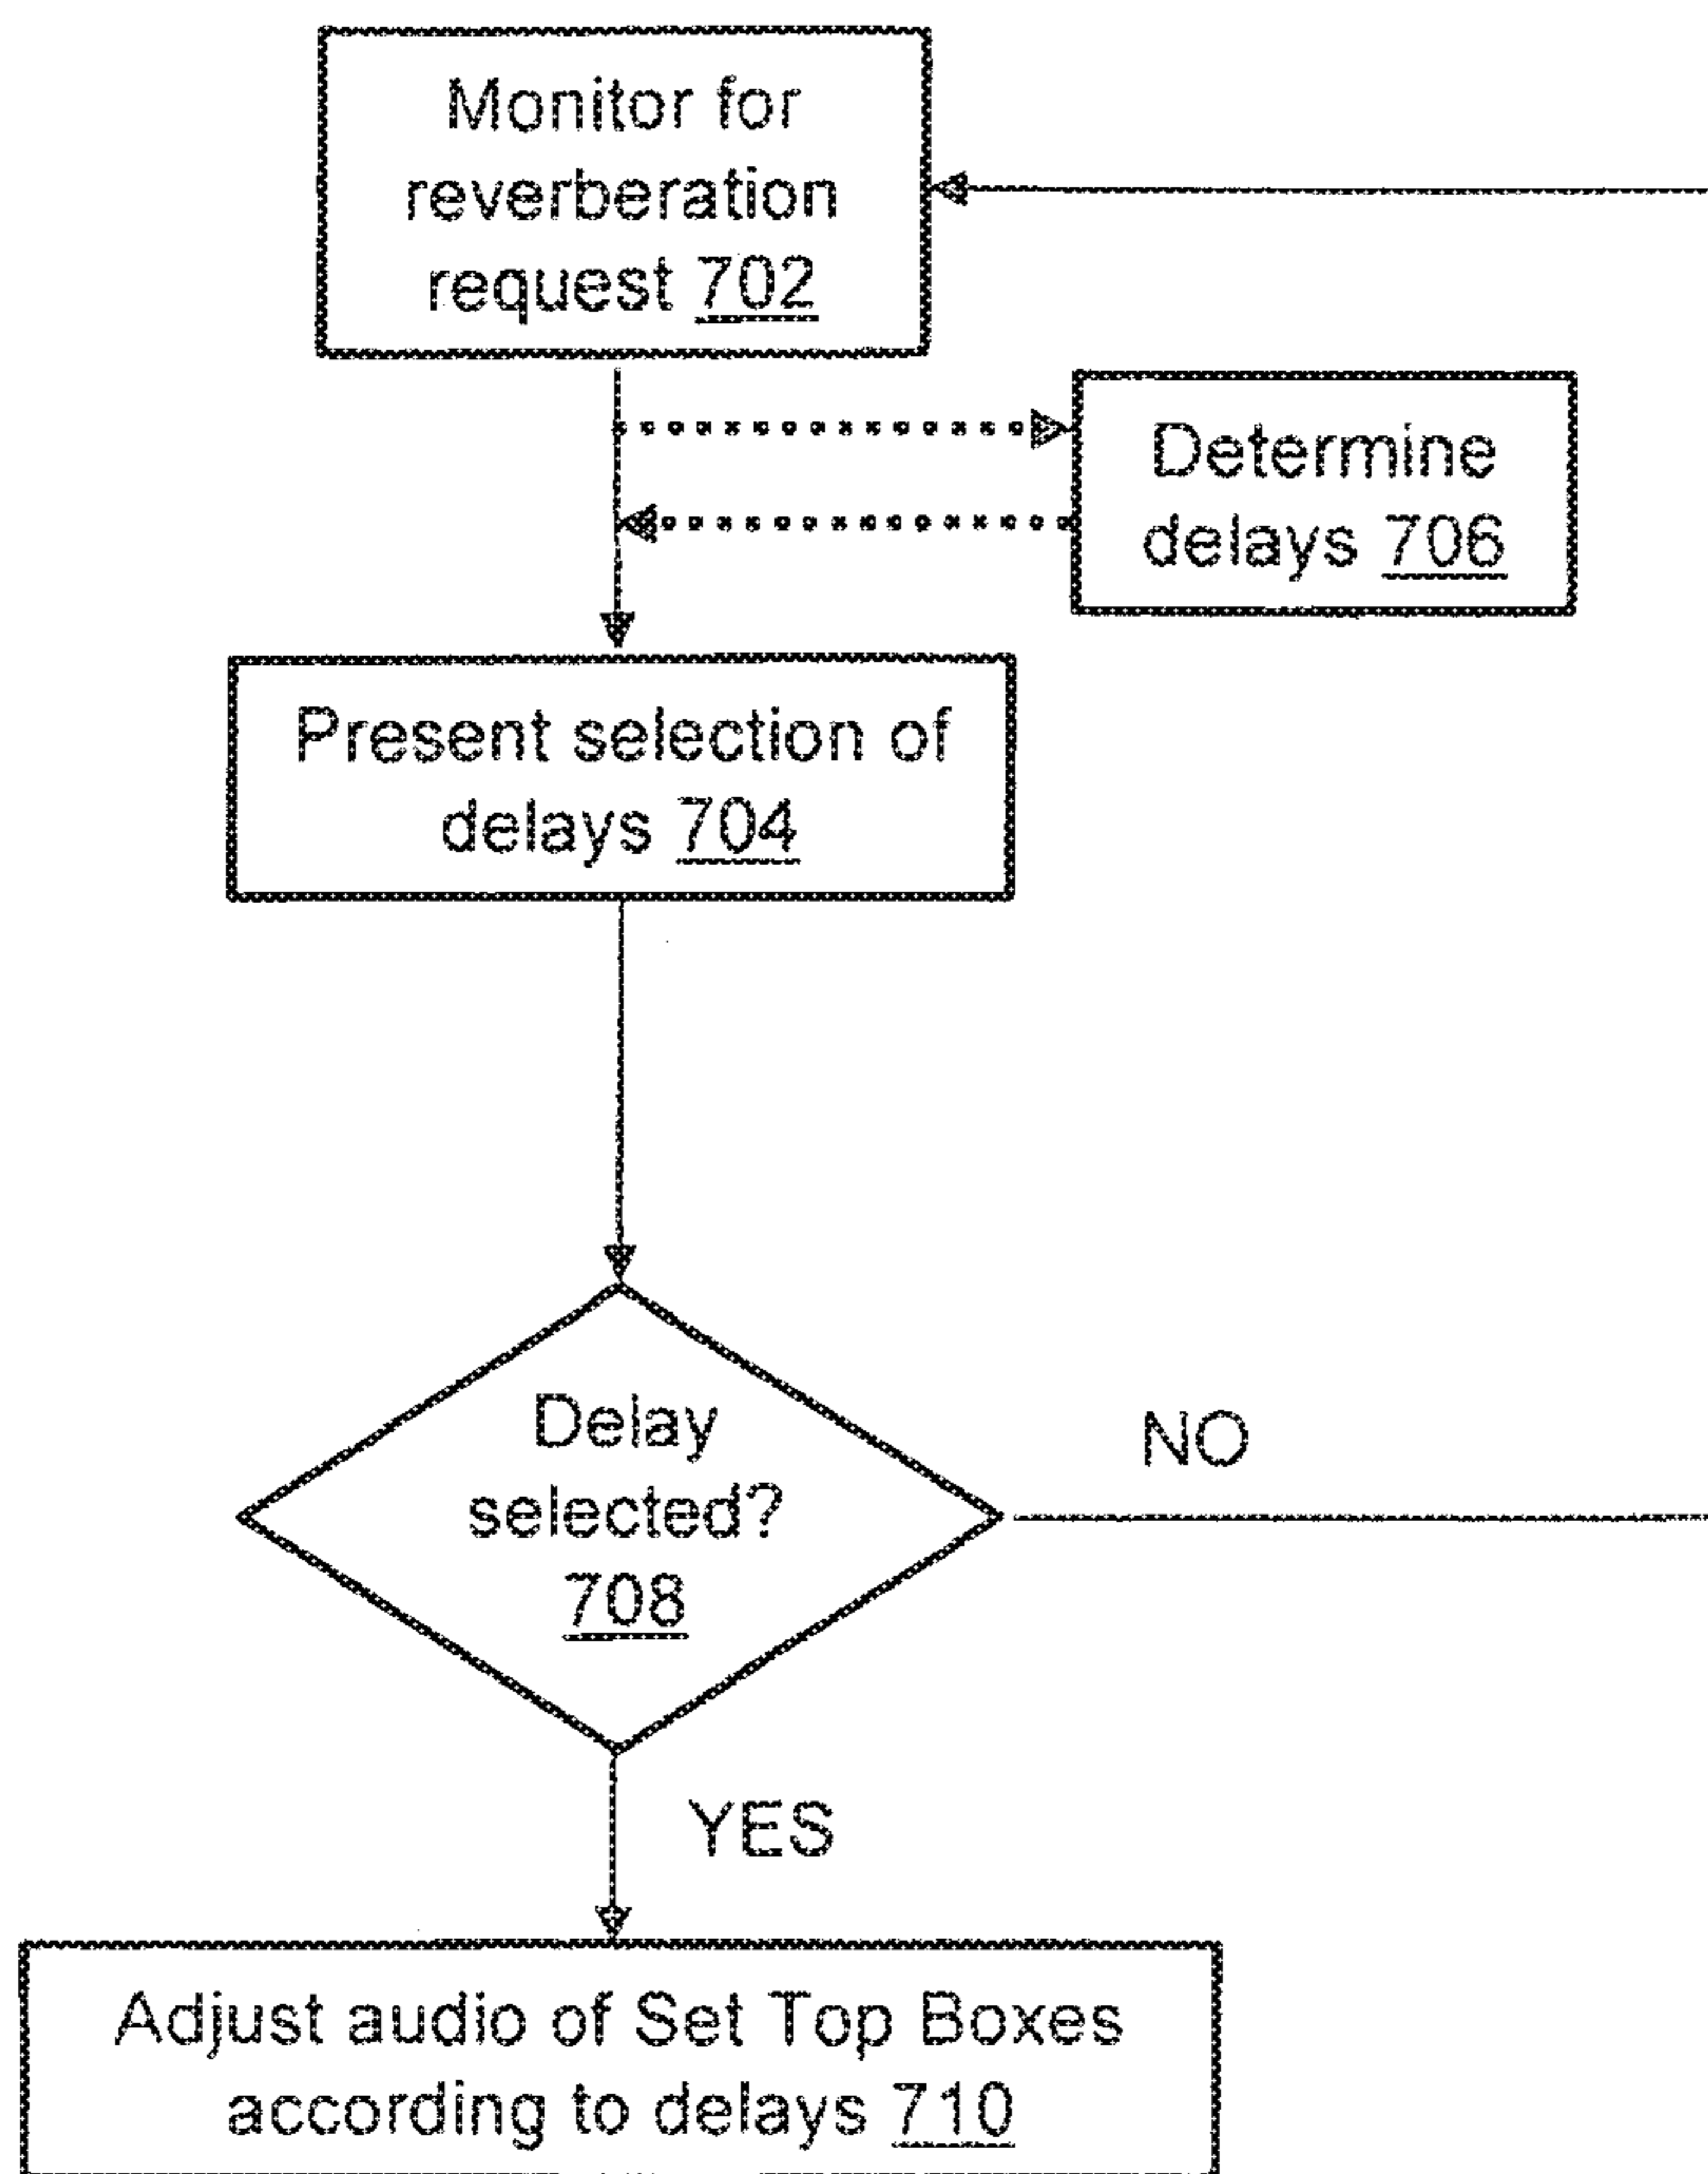 Monitor for
reverberation
request 702
Determine
delays 706
Present selection of
delays 704
Delay
selected?
708
NO
YES
Adjust audio of Set Top Boxes
according to delays 710